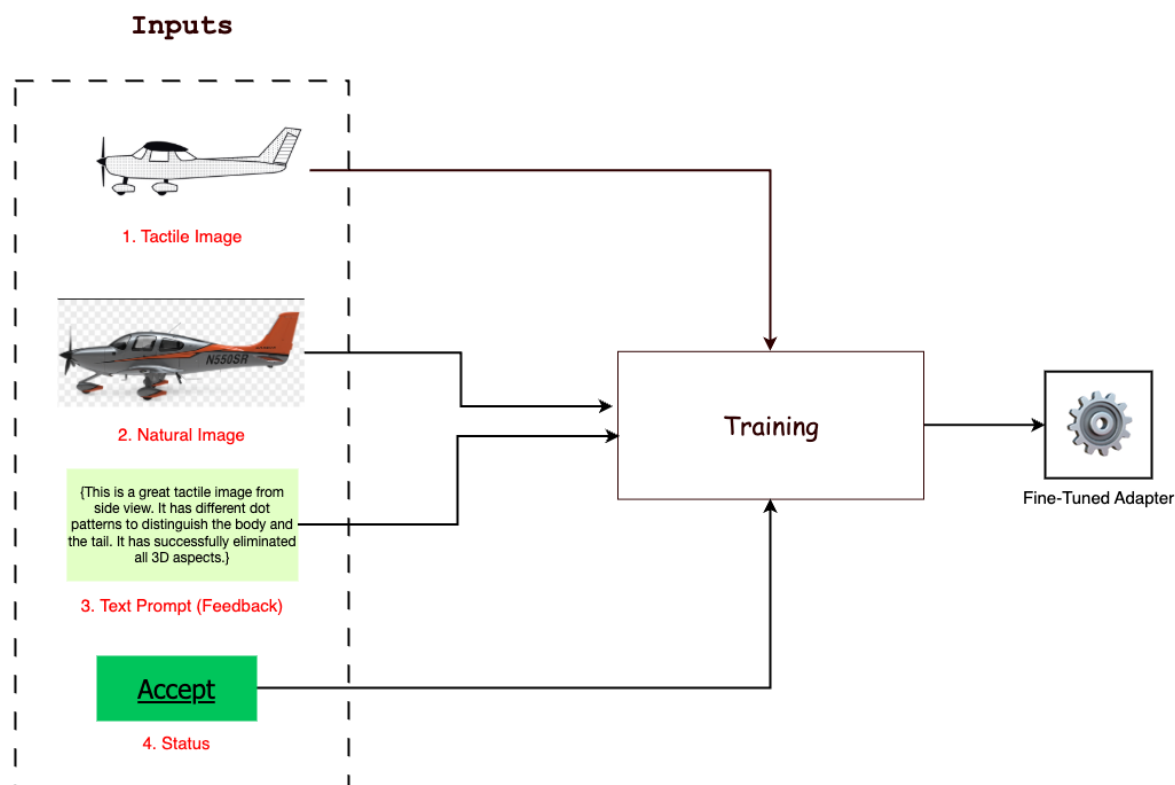 Inputs
1. Tactile Image
N550SR
2. Natural Image
{This is a great tactile image from
side view. It has different dot
patterns to distinguish the body and
the tail. It has successfully eliminated
all 3D aspects.}
3. Text Prompt (Feedback)
Accept
4. Status
Training
Fine-Tuned Adapter